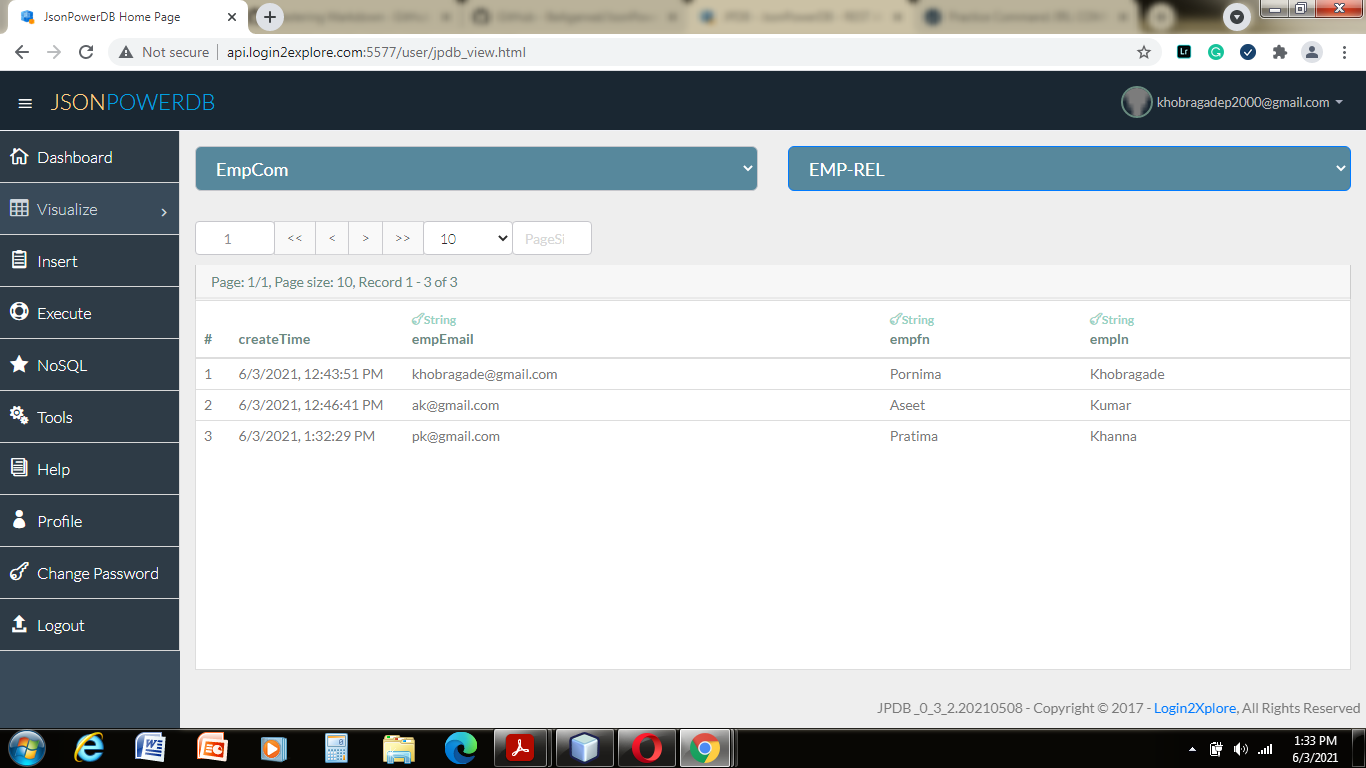 JsonPowerDB Home Page
Not secure | api.login2explore.com:5577/user/jpdb_view.html
JSONPOWERDB
khobragadep2000@gmail.com
Dashboard
Visualize
Insert
Execute
NoSQL
Tools
Help
Profile
Change Password
Logout
EmpCom
EMP-REL
1 << < > >> 10 PageSi
Page: 1/1, Page size: 10, Record 1 - 3 of 3
String String String
# createTime empEmail empfn empln
1 6/3/2021, 12:43:51 PM khobragade@gmail.com Pornima Khobragade
2 6/3/2021, 12:46:41 PM ak@gmail.com Aseet Kumar
3 6/3/2021, 1:32:29 PM pk@gmail.com Pratima Khanna
JPDB_0_3_2.20210508 - Copyright © 2017 - Login2Xplore, All Rights Reserved
1:33 PM
6/3/2021